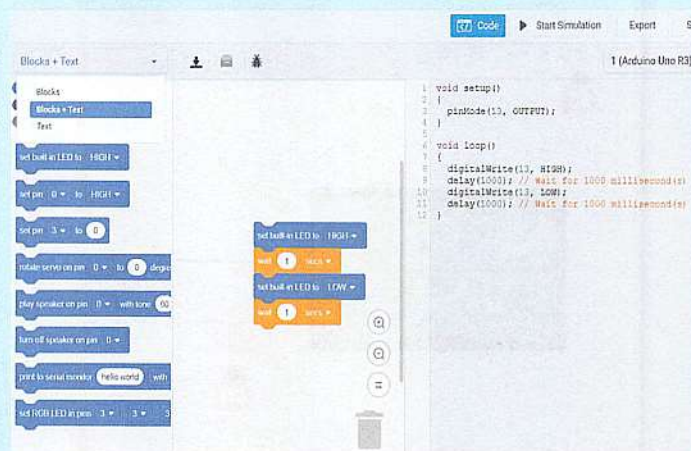 Code
Start Simulation
Export
S
Blocks + Text
1 (Arduino Uno R3)
Blocks
Blocks + Text
Text
set built in LED to HIGH
set pin 0 to HIGH
set pin 3 to 0
rotate servo on pin 0 to 0 degre
play speaker on pin 0 with tone 60
turn off speaker on pin 0
print to serial monitor hello world with
set RGB LED in pins 3 3 3
set built in LED to HIGH
wait 1 secs
set built in LED to LOW
wait 1 secs
1 void setup()
2 {
3 pinMode(13, OUTPUT);
4 }
5
6 void loop()
7 {
8 digitalWrite(13, HIGH);
9 delay(1000); // Wait for 1000 millisecond(s)
10 digitalWrite(13, LOW);
11 delay(1000); // Wait for 1000 millisecond(s)
12 }